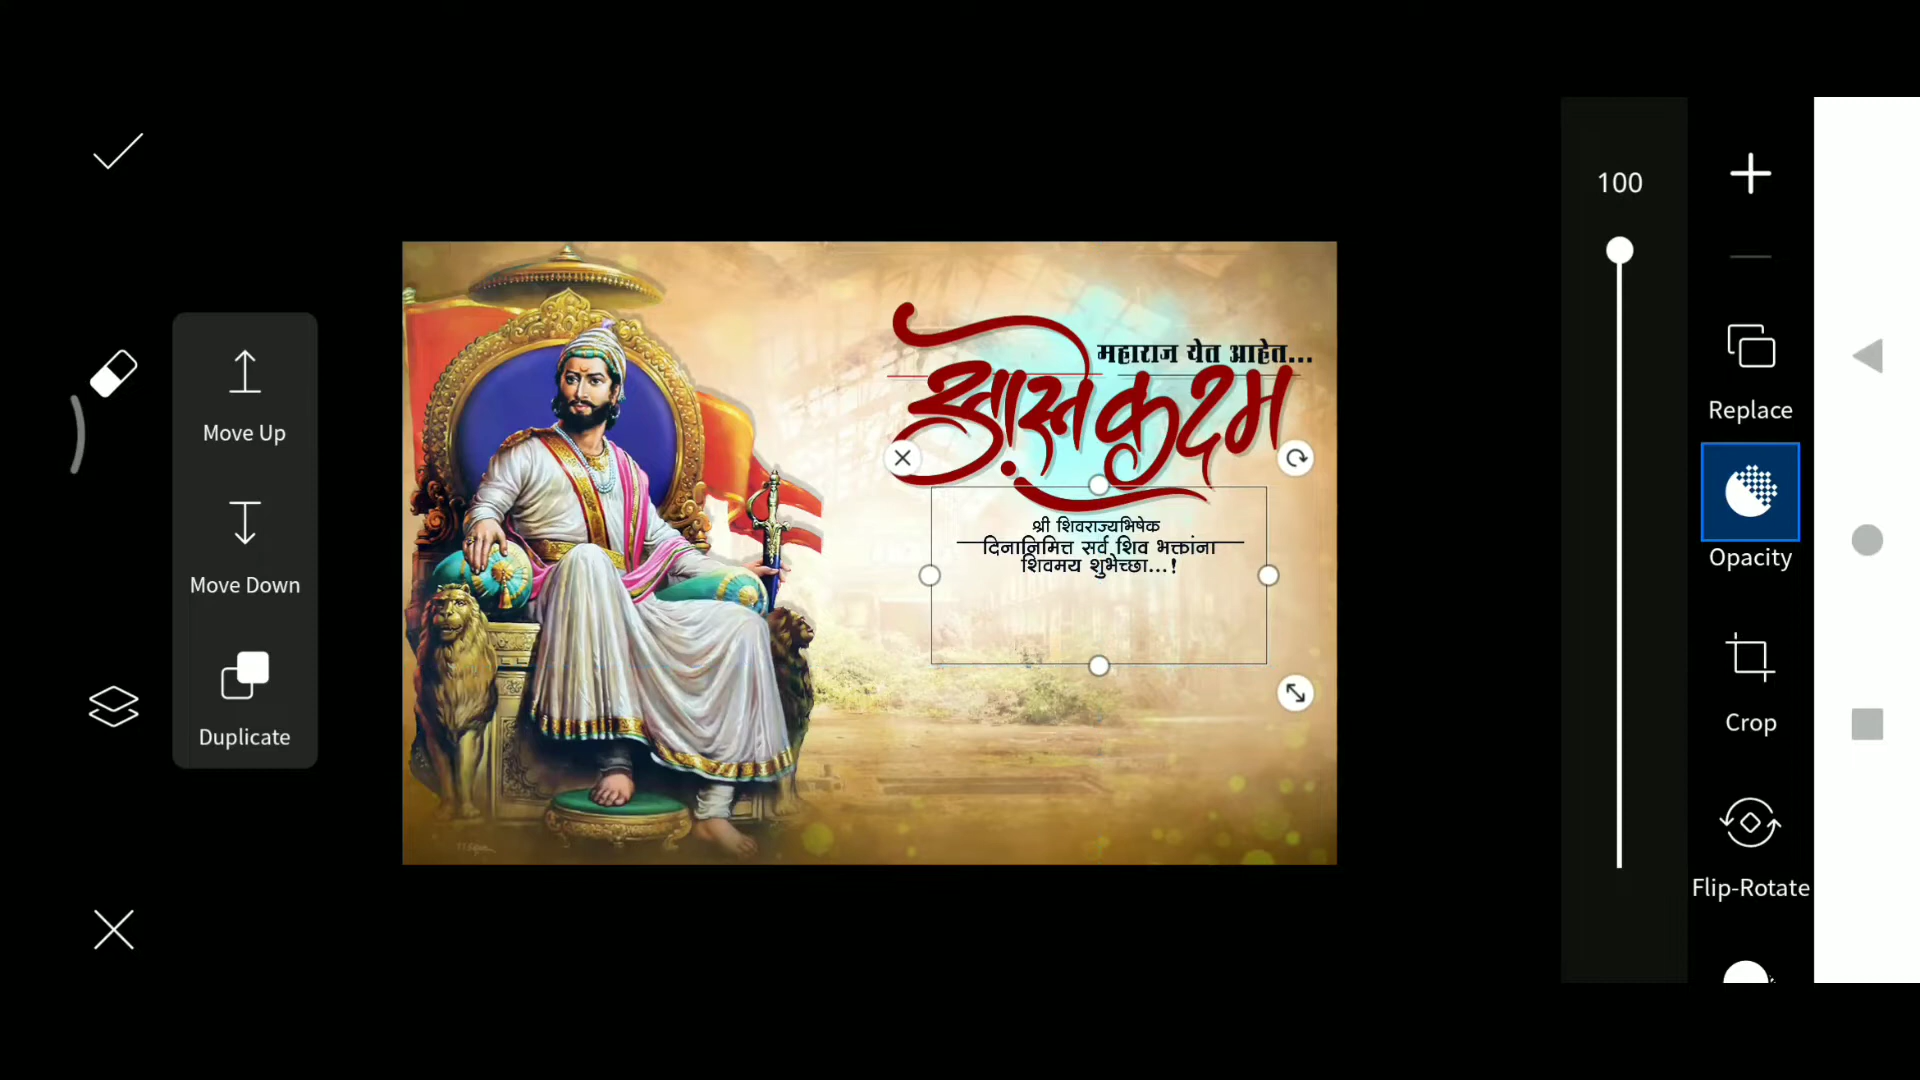 100
Move Up
Move Down
Duplicate
महाराज येत आहेत...
आस्ते कदम
श्री शिवराज्यभिषेक
दिनानिमित्त सर्व शिव भक्तांना
शिवमय शुभेच्छा...!
Replace
Opacity
Crop
Flip-Rotate